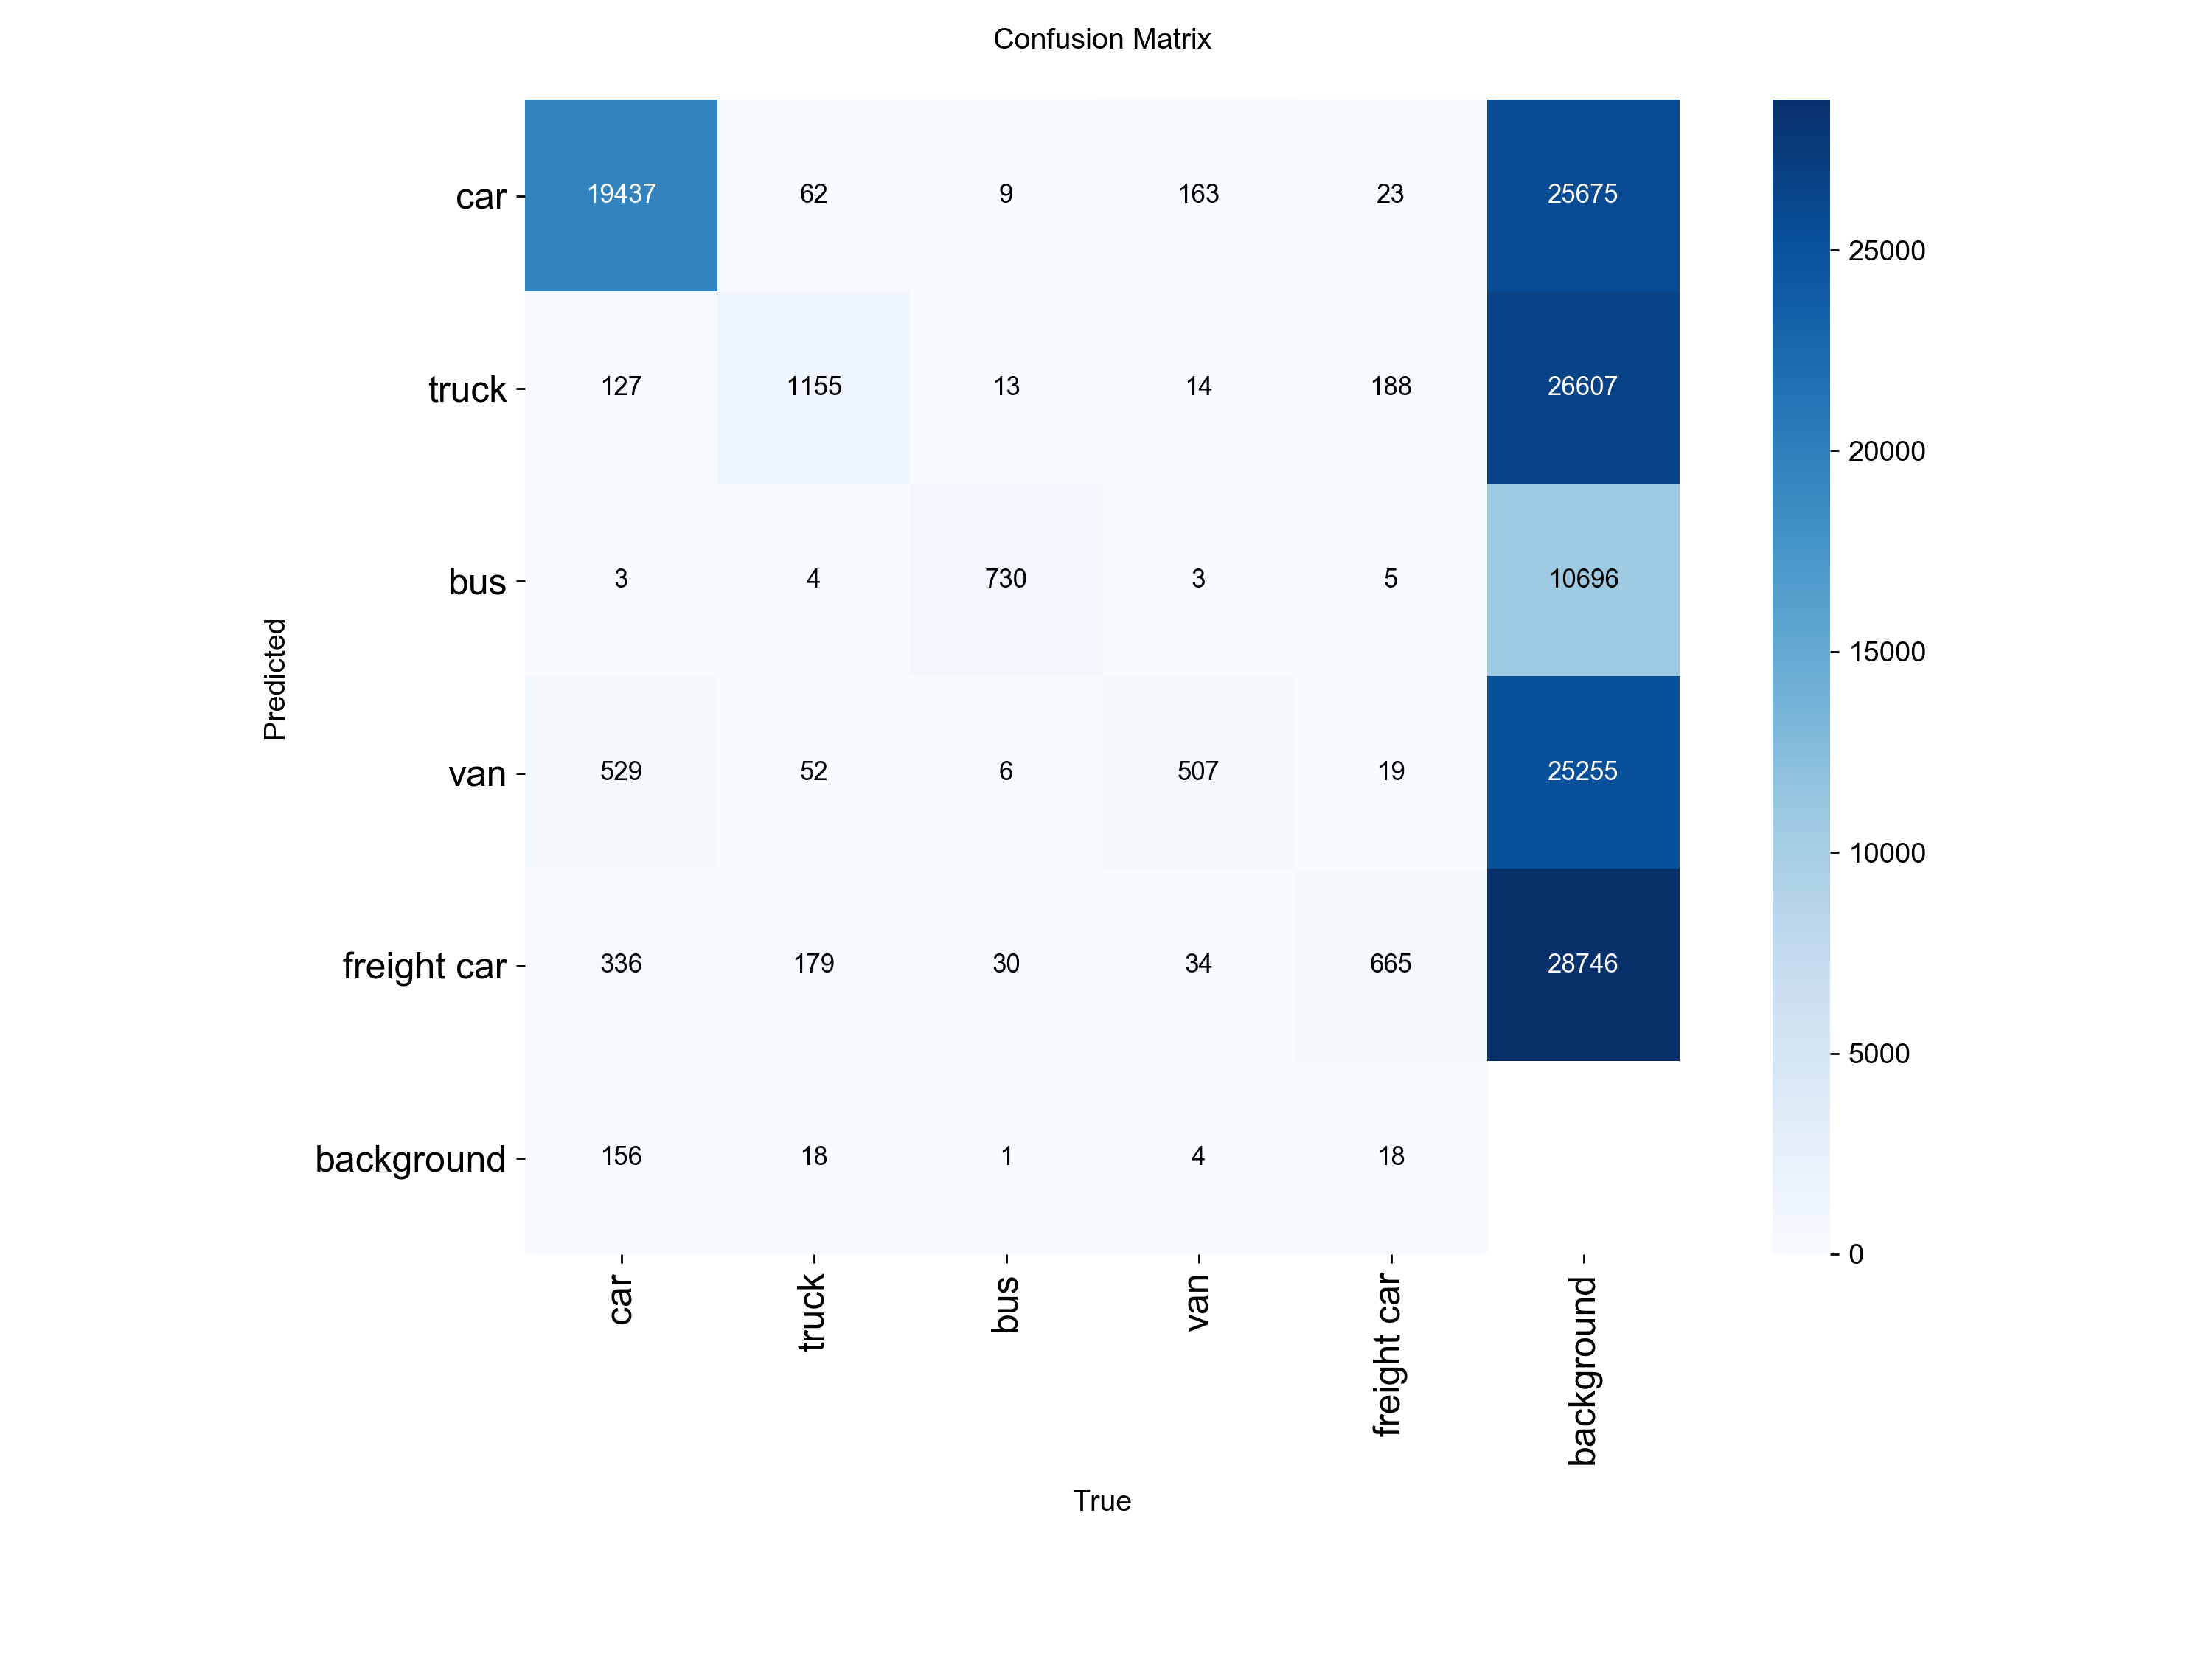 Confusion Matrix
car 19437 62 9 163 23 25675
truck 127 1155 13 14 188 26607
bus 3 4 730 3 5 10696
van 529 52 6 507 19 25255
freight car 336 179 30 34 665 28746
background 156 18 1 4 18
Predicted
car truck bus van freight car background
True
25000
20000
15000
10000
5000
0